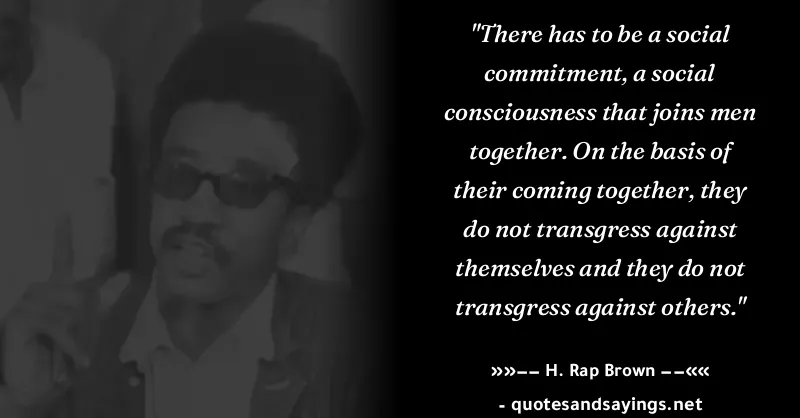 "There has to be a social
commitment, a social
consciousness that joins men
together. On the basis of
their coming together, they
do not transgress against
themselves and they do not
transgress against others."
»»−− H. Rap Brown −−««
- quotesandsayings.net